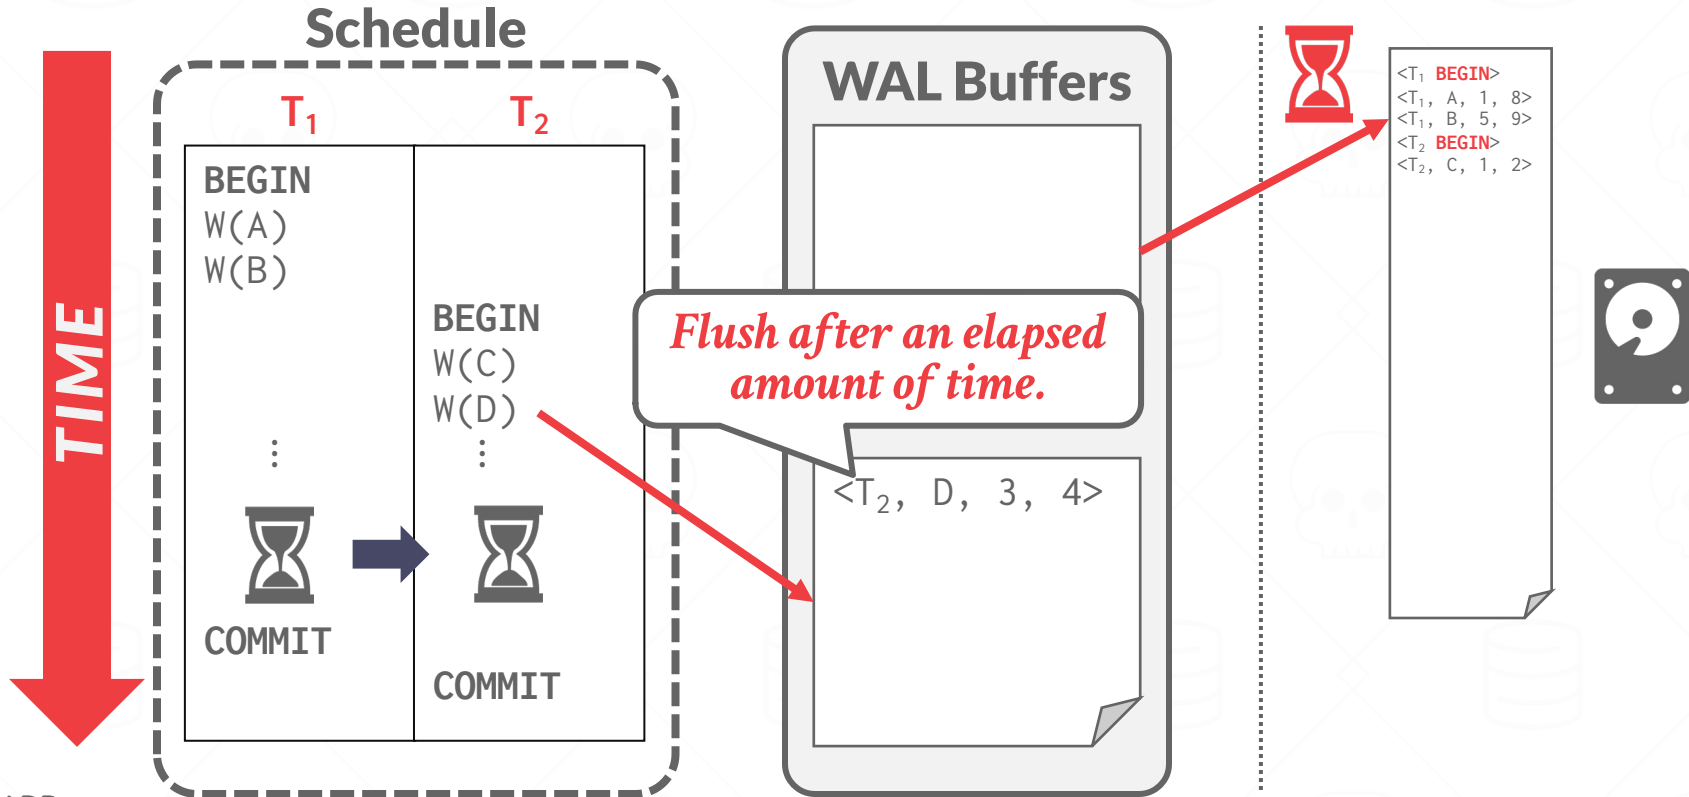 Schedule
T₁ T₂
BEGIN
W(A)
W(B)
BEGIN
W(C)
W(D)
⋮ ⋮
COMMIT
COMMIT
TIME
WAL Buffers
Flush after an elapsed
amount of time.
<T₂, D, 3, 4>
<T₁ BEGIN>
<T₁, A, 1, 8>
<T₁, B, 5, 9>
<T₂ BEGIN>
<T₂, C, 1, 2>